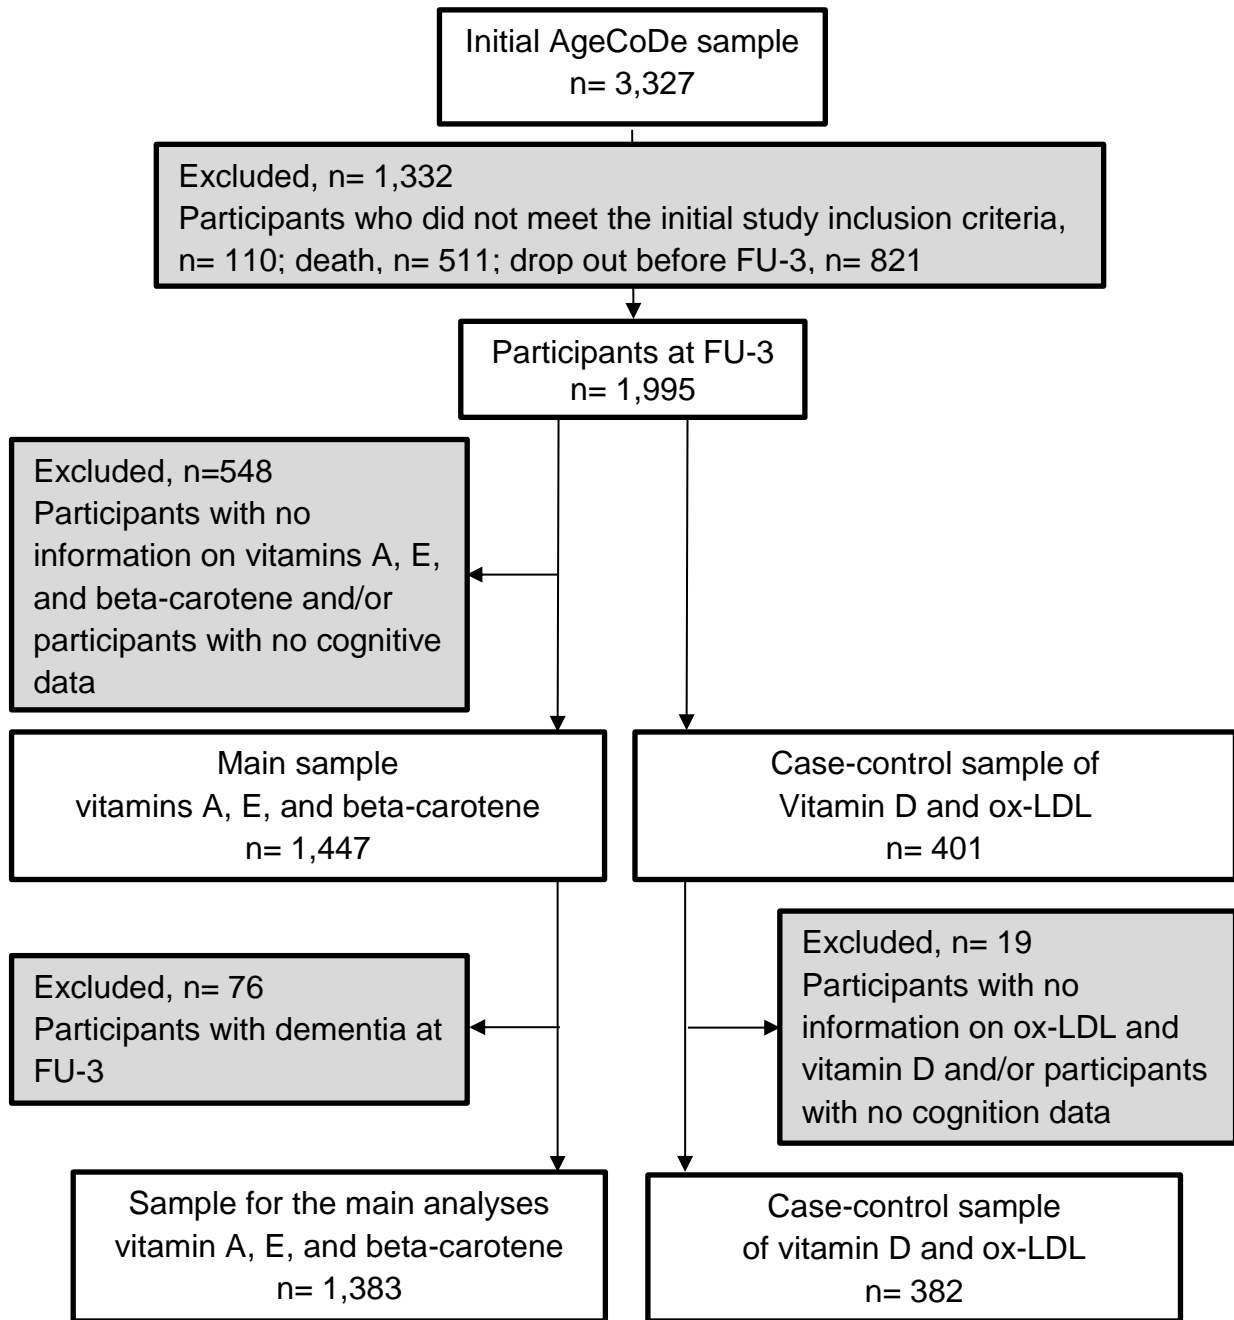 Initial AgeCoDe sample
n= 3,327
Excluded, n= 1,332
Participants who did not meet the initial study inclusion criteria,
n= 110; death, n= 511; drop out before FU-3, n= 821
Participants at FU-3
n= 1,995
Excluded, n=548
Participants with no
information on vitamins A, E,
and beta-carotene and/or
participants with no cognitive
data
Main sample
vitamins A, E, and beta-carotene
n= 1,447
Case-control sample of
Vitamin D and ox-LDL
n= 401
Excluded, n= 76
Participants with dementia at
FU-3
Excluded, n= 19
Participants with no
information on ox-LDL and
vitamin D and/or participants
with no cognition data
Sample for the main analyses
vitamin A, E, and beta-carotene
n= 1,383
Case-control sample
of vitamin D and ox-LDL
n= 382